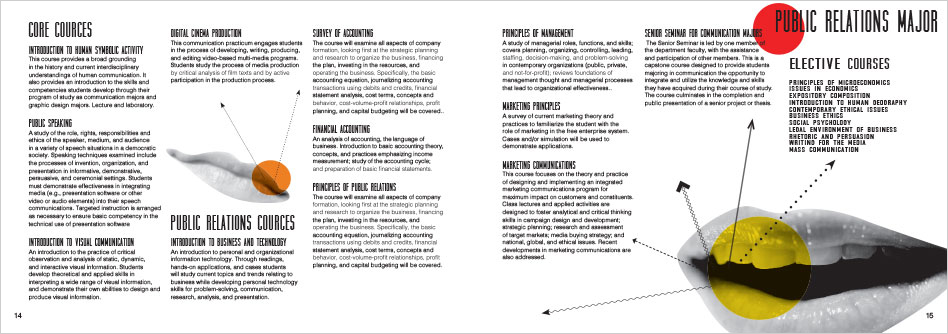 CORE COURCES
INTRODUCTION TO HUMAN SYMBOLIC ACTIVITY
This course provides a broad grounding
in the history and current interdisciplinary
understandings of human communication. It
also provides an introduction to the skills and
competencies students develop through their
program of study as communication majors and
graphic design majors. Lecture and laboratory.
PUBLIC SPEAKING
A study of the role, rights, responsibilities and
ethics of the speaker, medium, and audience
in a variety of speech situations in a democratic
society. Speaking techniques examined include
the processes of invention, organization, and
presentation in informative, demonstrative,
persuasive, and ceremonial settings. Students
must demonstrate effectiveness in integrating
media (e.g., presentation software or other
video or audio elements) into their speech
communications. Targeted instruction is arranged
as necessary to ensure basic competency in the
technical use of presentation software
INTRODUCTION TO VISUAL COMMUNICATION
An introduction to the practice of critical
observation and analysis of static, dynamic,
and interactive visual information. Students
develop theoretical and applied skills in
interpreting a wide range of visual information,
and demonstrate their own abilities to design and
produce visual information.
14
DIGITAL CINEMA PRODUCTION
This communication practicum engages students
in the process of developing, writing, producing,
and editing video-based multi-media programs.
Students study the process of media production
by critical analysis of film texts and by active
participation in the production process.
PUBLIC RELATIONS COURCES
INTRODUCTION TO BUSINESS AND TECHNOLOGY
An introduction to personal and organizational
information technology. Through readings,
hands-on applications, and cases students
will study current topics and trends relating to
business while developing personal technology
skills for problem-solving, communication,
research, analysis, and presentation.
SURVEY OF ACCOUNTING
The course will examine all aspects of company
formation, looking first at the strategic planning
and research to organize the business, financing
the plan, investing in the resources, and
operating the business. Specifically, the basic
accounting equation, journalizing accounting
transactions using debits and credits, financial
statement analysis, cost terms, concepts and
behavior, cost-volume-profit relationships, profit
planning, and capital budgeting will be covered..
FINANCIAL ACCOUNTING
An analysis of accounting, the language of
business. Introduction to basic accounting theory,
concepts, and practices emphasizing income
measurement; study of the accounting cycle;
and preparation of basic financial statements.
PRINCIPLES OF PUBLIC RELATIONS
The course will examine all aspects of company
formation, looking first at the strategic planning
and research to organize the business, financing
the plan, investing in the resources, and
operating the business. Specifically, the basic
accounting equation, journalizing accounting
transactions using debits and credits, financial
statement analysis, cost terms, concepts and
behavior, cost-volume-profit relationships, profit
planning, and capital budgeting will be covered.
PRINCIPLES OF MANAGEMENT
A study of managerial roles, functions, and skills;
covers planning, organizing, controlling, leading,
staffing, decision-making, and problem-solving
in contemporary organizations (public, private,
and not-for-profit); reviews foundations of
management thought and managerial processes
that lead to organizational effectiveness..
MARKETING PRINCIPLES
A survey of current marketing theory and
practices to familiarize the student with the
role of marketing in the free enterprise system.
Cases and/or simulation will be used to
demonstrate applications.
MARKETING COMMUNICATIONS
This course focuses on the theory and practice
of designing and implementing an integrated
marketing communications program for
maximum impact on customers and constituents.
Class lectures and applied activities are
designed to foster analytical and critical thinking
skills in campaign design and development;
strategic planning; research and assessment
of target markets; media buying strategy; and
national, global, and ethical issues. Recent
developments in marketing communications are
also addressed.
SENIOR SEMINAR FOR COMMUNICATION MAJORS
The Senior Seminar is led by one member of
the department faculty, with the assistance
and participation of other members. This is a
capstone course designed to provide students
majoring in communication the opportunity to
integrate and utilize the knowledge and skills
they have acquired during their course of study.
The course culminates in the completion and
public presentation of a senior project or thesis.
PUBLIC RELATIONS MAJOR
ELECTIVE COURSES
PRINCIPLES OF MICROECONOMICS
ISSUES IN ECONOMICS
EXPOSITORY COMPOSITION
INTRODUCTION TO HUMAN GEOGRAPHY
CONTEMPORARY ETHICAL ISSUES
BUSINESS ETHICS
SOCIAL PSYCHOLOGY
LEGAL ENVIRONMENT OF BUSINESS
RHETORIC AND PERSUASION
WRITING FOR THE MEDIA
MASS COMMUNICATION
15